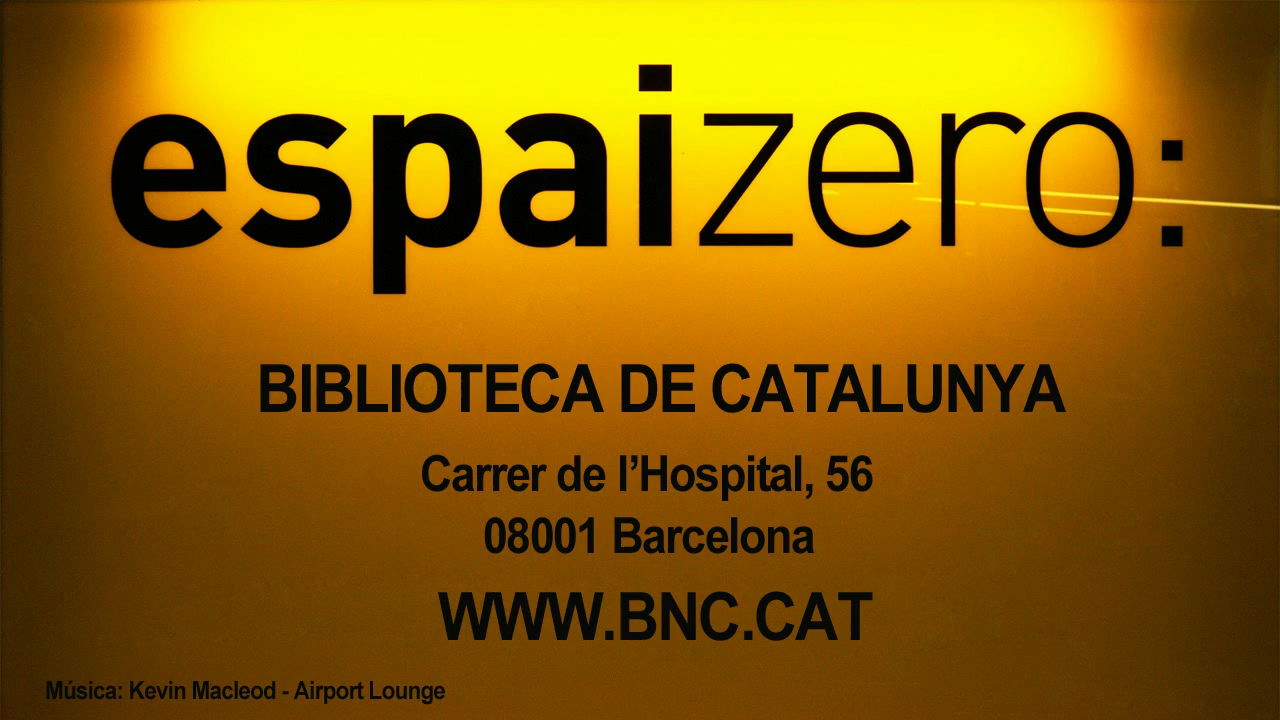 espaizero:
BIBLIOTECA DE CATALUNYA
Carrer de l’Hospital, 56
08001 Barcelona
WWW.BNC.CAT
Música: Kevin Macleod - Airport Lounge